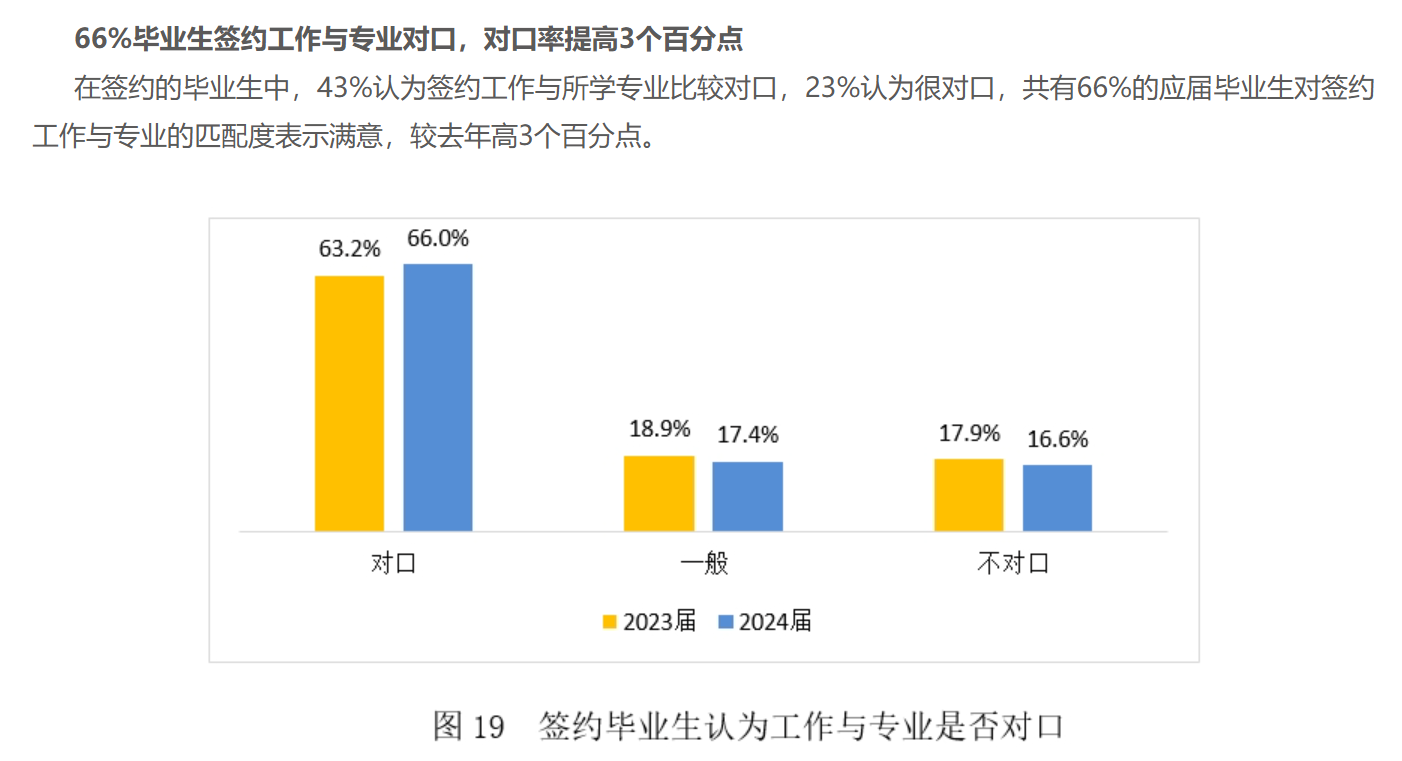 66%毕业生签约工作与专业对口，对口率提高3个百分点
在签约的毕业生中，43%认为签约工作与所学专业比较对口，23%认为很对口，共有66%的应届毕业生对签约
工作与专业的匹配度表示满意，较去年高3个百分点。
63.2% 66.0%
18.9% 17.4%
17.9% 16.6%
对口 一般 不对口
2023届 2024届
图 19 签约毕业生认为工作与专业是否对口